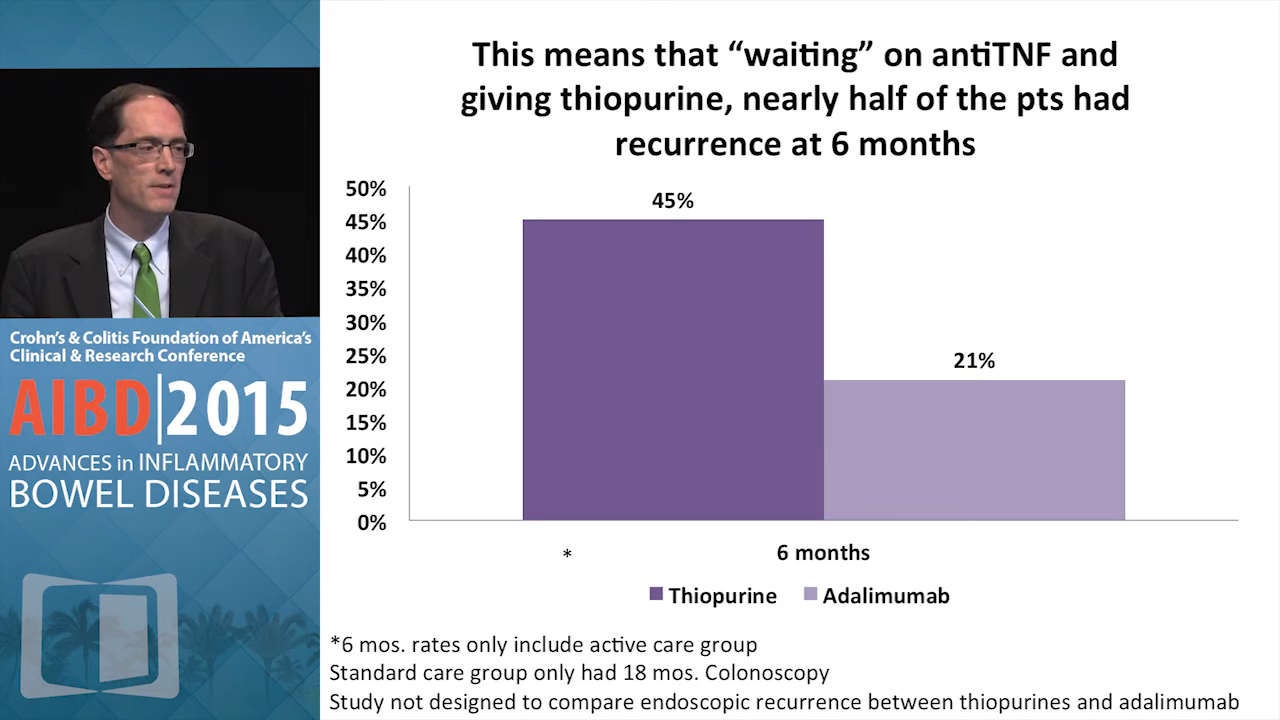 This means that “waiting” on antiTNF and
giving thiopurine, nearly half of the pts had
recurrence at 6 months
50%
45%
40%
35%
30%
25%
20%
15%
10%
5%
0%
45%
21%
*
6 months
Thiopurine
Adalimumab
*6 mos. rates only include active care group
Standard care group only had 18 mos. Colonoscopy
Study not designed to compare endoscopic recurrence between thiopurines and adalimumab
Crohn’s & Colitis Foundation of America’s
Clinical & Research Conference
AIBD|2015
ADVANCES in INFLAMMATORY
BOWEL DISEASES